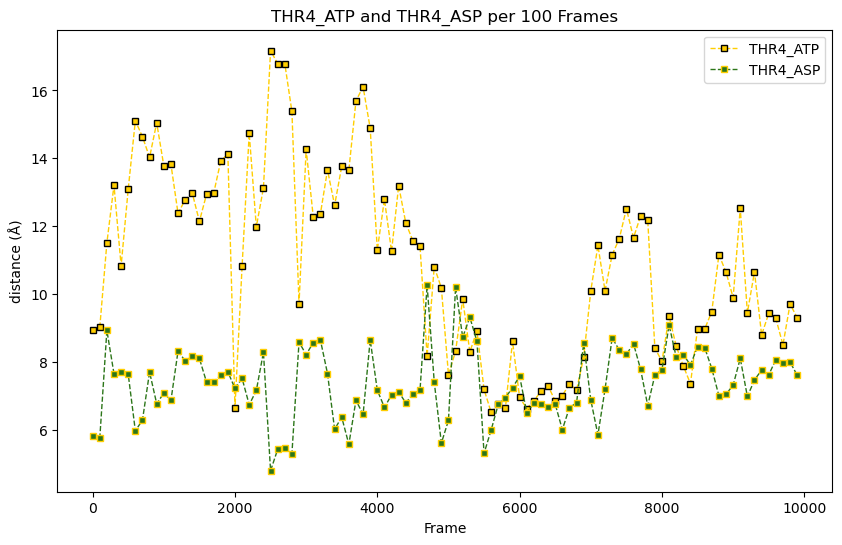 THR4_ATP and THR4_ASP per 100 Frames
THR4_ATP
THR4_ASP
distance (Å)
16
14
12
10
8
6
0 2000 4000 6000 8000 10000
Frame